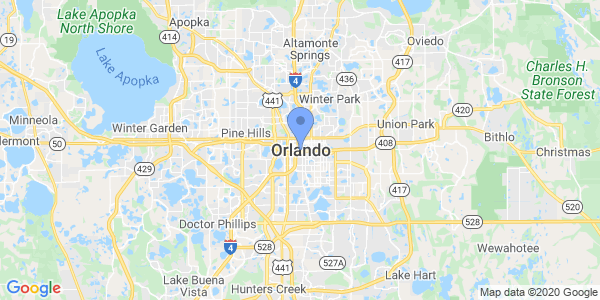 Lake Apopka
North Shore
Apopka
Altamonte
Springs
Oviedo
19
414
417
Lake Apopka
4
436
Charles H.
Bronson
State Forest
441
Winter Park
420
Minneola
Winter Garden
Pine Hills
Union Park
Bithlo
lermont
50
408
Orlando
Christmas
429
417
520
Doctor Phillips
528
528
4
528
Wewahotee
527A
441
Lake Buena
Vista
Lake Hart
Hunters Creek
Google
Map data ©2020 Google